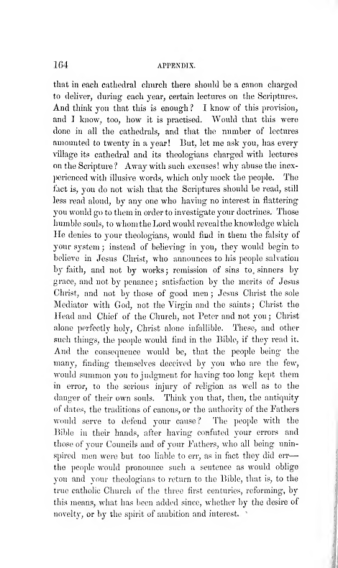 164 APPENDIX.
that in each cathedral church there should be a canon charged
to deliver, during each year, certain lectures on the Scriptures.
And think you that this is enough? I know of this provision,
and I know, too, how it is practised. Would that this were
done in all the cathedrals, and that the number of lectures
amounted to twenty in a year! But, let me ask you, has every
village its cathedral and its theologians charged with lectures
on the Scripture? Away with such excuses! why abuse the inex-
perienced with illusive words, which only mock the people. The
fact is, you do not wish that the Scriptures should be read, still
less read aloud, by any one who having no interest in flattering
you would go to them in order to investigate your doctrines. Those
humble souls, to whom the Lord would reveal the knowledge which
He denies to your theologians, would find in them the falsity of
your system; instead of believing in you, they would begin to
believe in Jesus Christ, who announces to his people salvation
by faith, and not by works; remission of sins to sinners by
grace, and not by penance; satisfaction by the merits of Jesus
Christ, and not by those of good men; Jesus Christ the sole
Mediator with God, not the Virgin and the saints; Christ the
Head and Chief of the Church, not Peter and not you; Christ
alone perfectly holy, Christ alone infallible. These, and other
such things, the people would find in the Bible, if they read it.
And the consequence would be, that the people being the
many, finding themselves deceived by you who are the few,
would summon you to judgment for having too long kept them
in error, to the serious injury of religion as well as to the
danger of their own souls. Think you that, then, the antiquity
of dates, the traditions of canons, or the authority of the Fathers
would serve to defend your cause? The people with the
Bible in their hands, after having confuted your errors and
those of your Councils and of your Fathers, who all being unin-
spired men were but too liable to err, as in fact they did err—
the people would pronounce such a sentence as would oblige
you and your theologians to return to the Bible, that is, to the
true catholic Church of the three first centuries, reforming, by
this means, what has been added since, whether by the desire of
novelty, or by the spirit of ambition and interest.